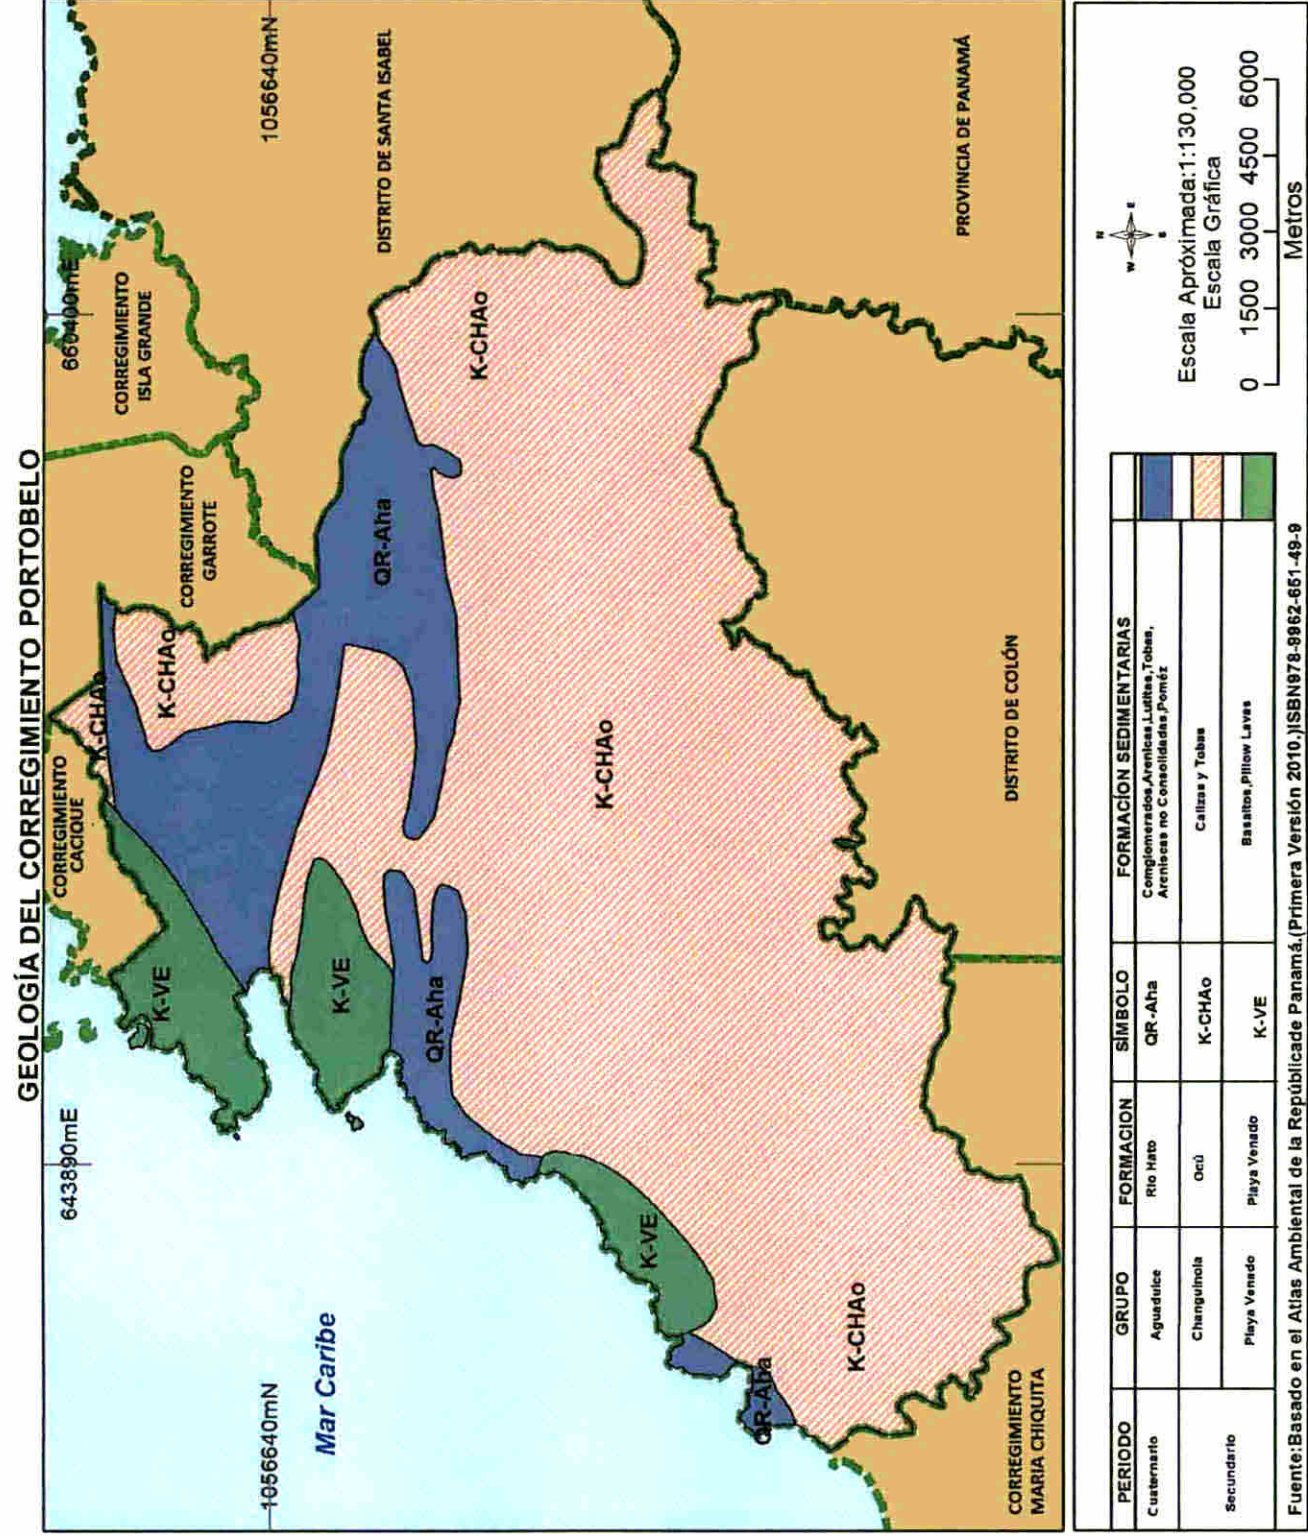 GEOLOGÍA DEL CORREGIMIENTO PORTOBELO
643890mE
660400mE
1056640mN
1056640mN
CORREGIMIENTO
CACIQUE
CORREGIMIENTO
GARROTE
CORREGIMIENTO
ISLA GRANDE
DISTRITO DE SANTA ISABEL
K-CHAo
K-CHAo
K-VE
QR-Aha
K-CHAo
K-VE
QR-Aha
K-CHAo
K-VE
Mar Caribe
QR-Aha
K-CHAo
CORREGIMIENTO
MARIA CHIQUITA
DISTRITO DE COLÓN
PROVINCIA DE PANAMÁ
PERIODO GRUPO FORMACION SÍMBOLO FORMACIÓN SEDIMENTARIAS
Cuaternario Aguadulce Rio Hato QR-Aha Comglomerados,Arenicas,Lutitas,Tobas,
Areniscas no Consolidadas,Poméz
Secundario Changuinola Ocú K-CHAo Calizas y Tobas
Playa Venado Playa Venado K-VE Basaltos,Pillow Lavas
N
W E
S
Escala Apróximada:1:130,000
Escala Gráfica
0 1500 3000 4500 6000
Metros
Fuente:Basado en el Atlas Ambiental de la Repúblicade Panamá.(Primera Versión 2010.)ISBN978-9962-651-49-9